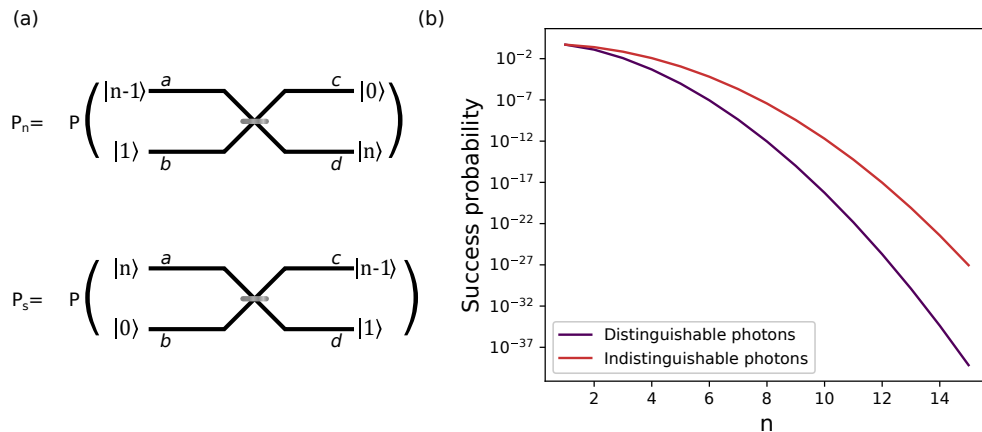 (a)
|n-1⟩ a c |0⟩
Pₙ= P( )
|1⟩ b d |n⟩
|n⟩ a c |n-1⟩
Pₛ= P( )
|0⟩ b d |1⟩
(b)
Success probability
10⁻²
10⁻⁷
10⁻¹²
10⁻¹⁷
10⁻²²
10⁻²⁷
10⁻³²
10⁻³⁷
Distinguishable photons
Indistinguishable photons
2 4 6 8 10 12 14
n